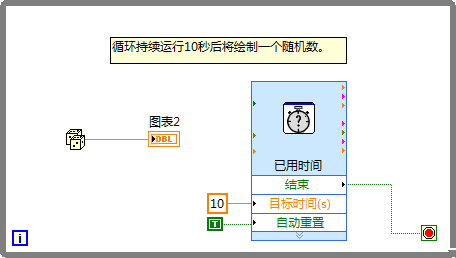 循环持续运行10秒后将绘制一个随机数。
图表2
DBL
?
已用时间
结束
10
目标时间(s)
T
自动重置
i